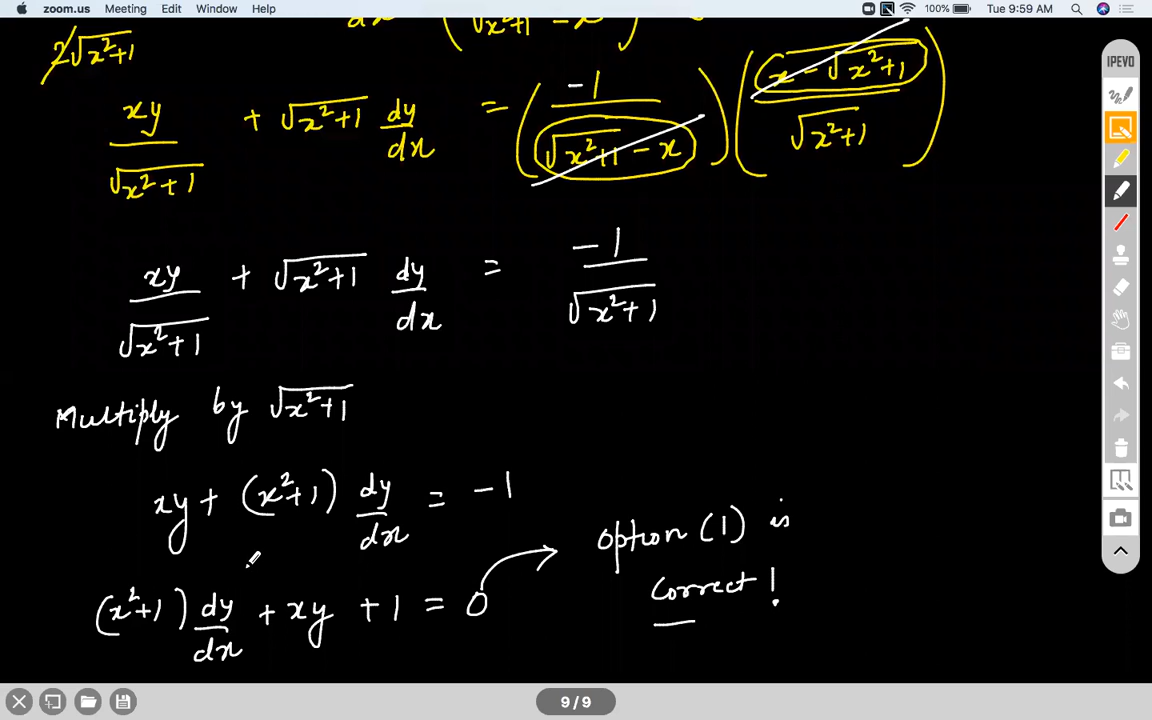 zoom.us Meeting Edit Window Help 100% Tue 9:59 AM
2√x²+1
√x²+1 - x
IPEVO
xy/√x²+1 + √x²+1 dy/dx = (-1/√x²+1 - x) (x - √x²+1/√x²+1)
xy/√x²+1 + √x²+1 dy/dx = -1/√x²+1
Multiply by √x²+1
xy + (x²+1) dy/dx = -1
option (1) is
correct!
(x²+1) dy/dx + xy + 1 = 0
9 / 9